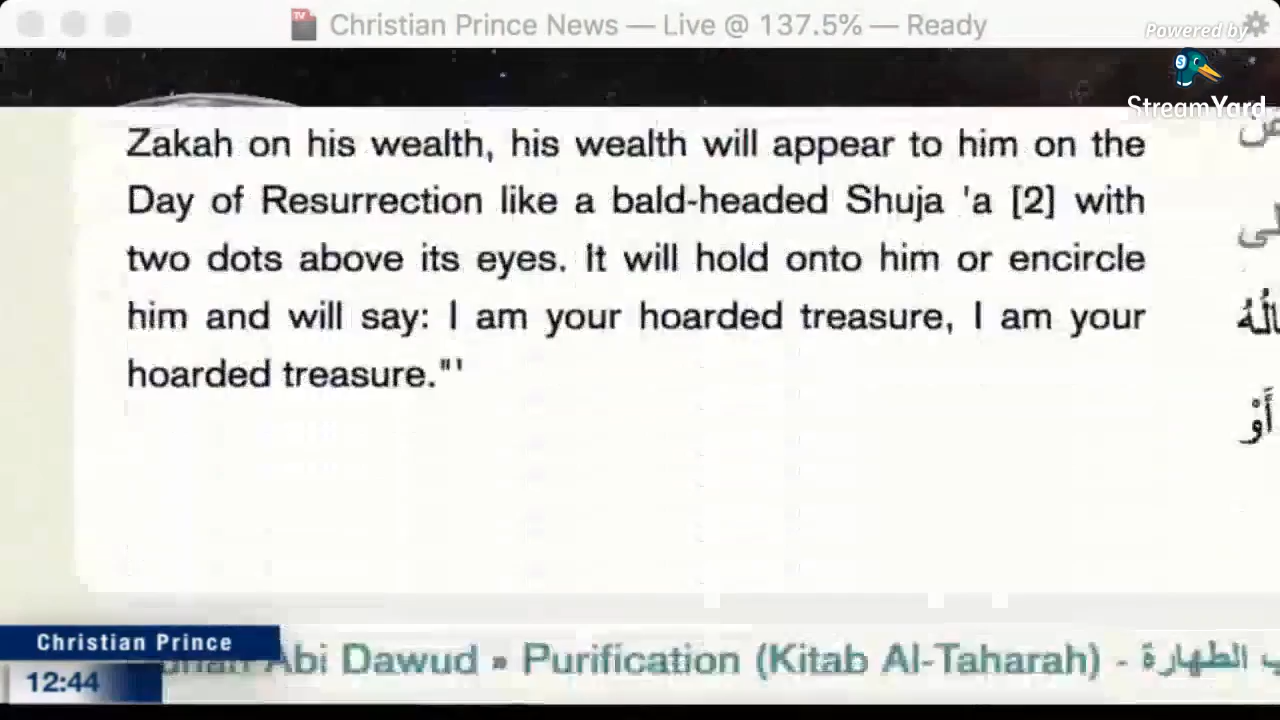 Christian Prince News — Live @ 137.5% — Ready
Powered by
StreamYard
Zakah on his wealth, his wealth will appear to him on the
Day of Resurrection like a bald-headed Shuja 'a [2] with
two dots above its eyes. It will hold onto him or encircle
him and will say: I am your hoarded treasure, I am your
hoarded treasure."'
أَوْ
Christian Prince
Abi Dawud » Purification (Kitab Al-Taharah) - الطهارة
12:44